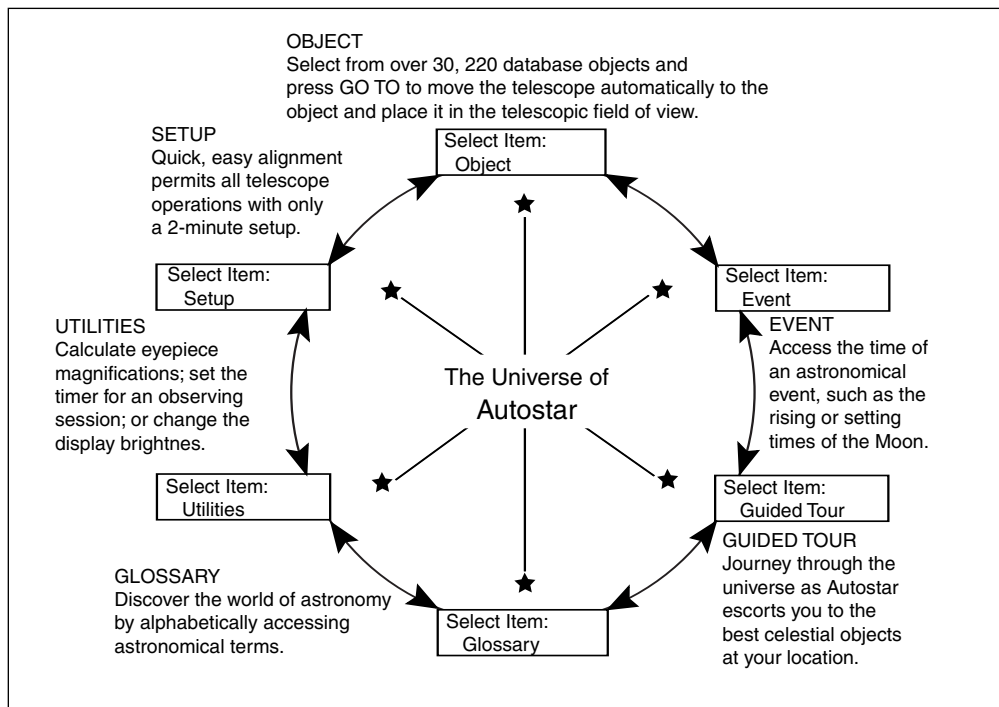 OBJECT
Select from over 30, 220 database objects and
press GO TO to move the telescope automatically to the
object and place it in the telescopic field of view.
Select Item:
Object
SETUP
Quick, easy alignment
permits all telescope
operations with only
a 2-minute setup.
Select Item:
Setup
Select Item:
Event
UTILITIES
Calculate eyepiece
magnifications; set the
timer for an observing
session; or change the
display brightnes.
The Universe of
Autostar
EVENT
Access the time of
an astronomical
event, such as the
rising or setting
times of the Moon.
Select Item:
Utilities
Select Item:
Guided Tour
GLOSSARY
Discover the world of astronomy
by alphabetically accessing
astronomical terms.
Select Item:
Glossary
GUIDED TOUR
Journey through the
universe as Autostar
escorts you to the
best celestial objects
at your location.